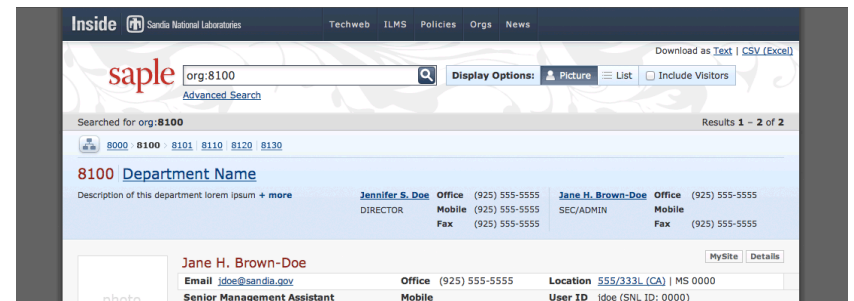 Inside Sandia National Laboratories Techweb ILMS Policies Orgs News
Download as Text | CSV (Excel)
saple org:8100 Display Options: Picture List Include Visitors
Advanced Search
Searched for org:8100 Results 1 – 2 of 2
8000 8100 8101 8110 8120 8130
8100 Department Name
Description of this department lorem ipsum + more Jennifer S. Doe Office (925) 555-5555 Jane H. Brown-Doe Office (925) 555-5555
DIRECTOR Mobile (925) 555-5555 SEC/ADMIN Mobile
Fax (925) 555-5555 Fax (925) 555-5555
Jane H. Brown-Doe MySite Details
Email jdoe@sandia.gov Office (925) 555-5555 Location 555/333L (CA) | MS 0000
photo Senior Management Assistant Mobile User ID jdoe (SNL ID: 0000)